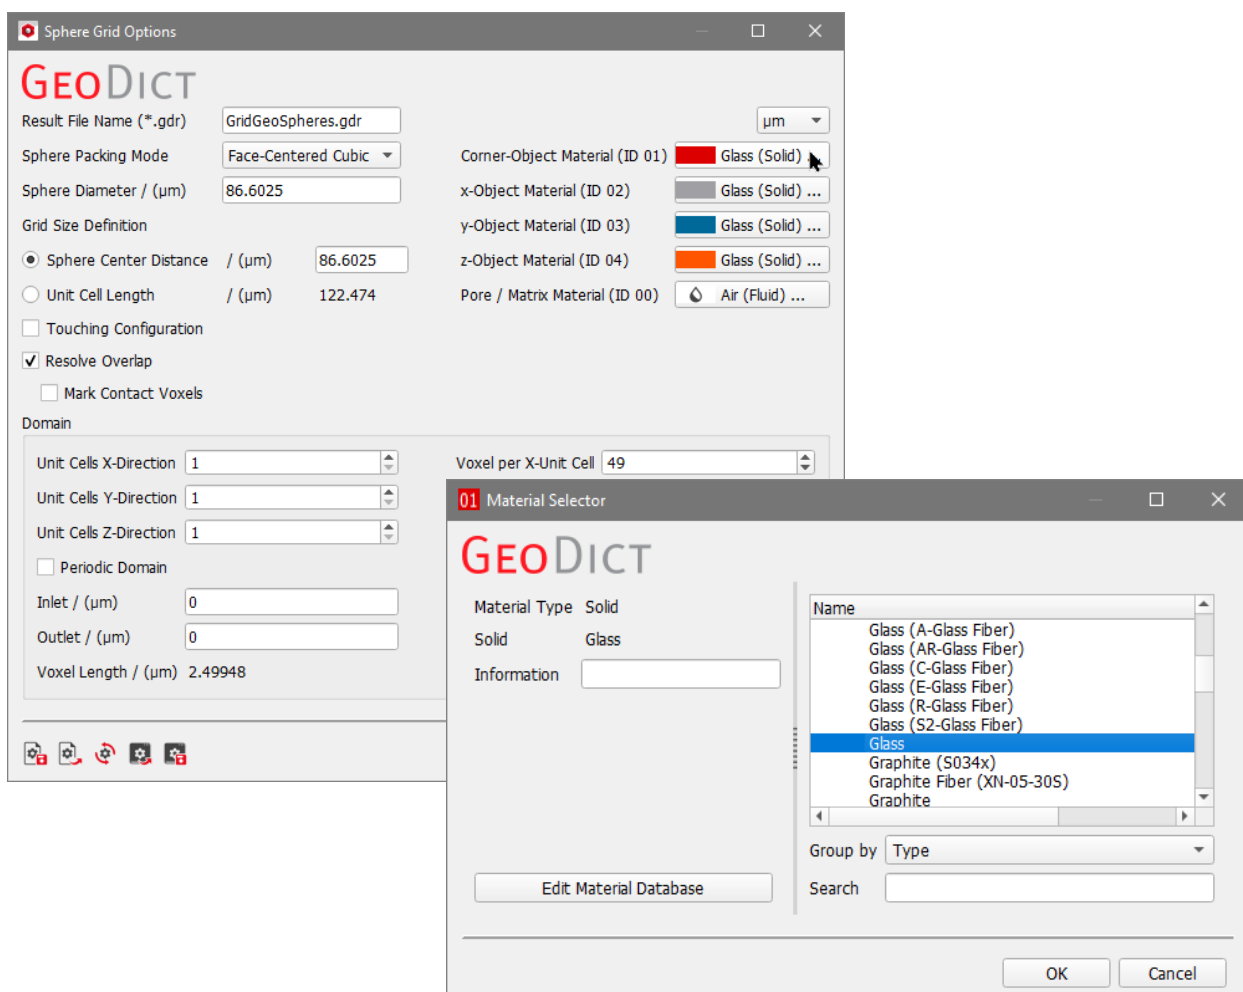 Sphere Grid Options
GEODICT
Result File Name (*.gdr) GridGeoSpheres.gdr µm
Sphere Packing Mode Face-Centered Cubic Corner-Object Material (ID 01) Glass (Solid)
Sphere Diameter / (µm) 86.6025 x-Object Material (ID 02) Glass (Solid) ...
Grid Size Definition y-Object Material (ID 03) Glass (Solid) ...
Sphere Center Distance / (µm) 86.6025 z-Object Material (ID 04) Glass (Solid) ...
Unit Cell Length / (µm) 122.474 Pore / Matrix Material (ID 00) Air (Fluid) ...
Touching Configuration
Resolve Overlap
Mark Contact Voxels
Domain
Unit Cells X-Direction 1 Voxel per X-Unit Cell 49
Unit Cells Y-Direction 1
Unit Cells Z-Direction 1
Periodic Domain
Inlet / (µm) 0
Outlet / (µm) 0
Voxel Length / (µm) 2.49948
01 Material Selector
GEODICT
Material Type Solid
Solid Glass
Information
Edit Material Database
Name
Glass (A-Glass Fiber)
Glass (AR-Glass Fiber)
Glass (C-Glass Fiber)
Glass (E-Glass Fiber)
Glass (R-Glass Fiber)
Glass (S2-Glass Fiber)
Glass
Graphite (S034x)
Graphite Fiber (XN-05-30S)
Graphite
Group by Type
Search
OK Cancel